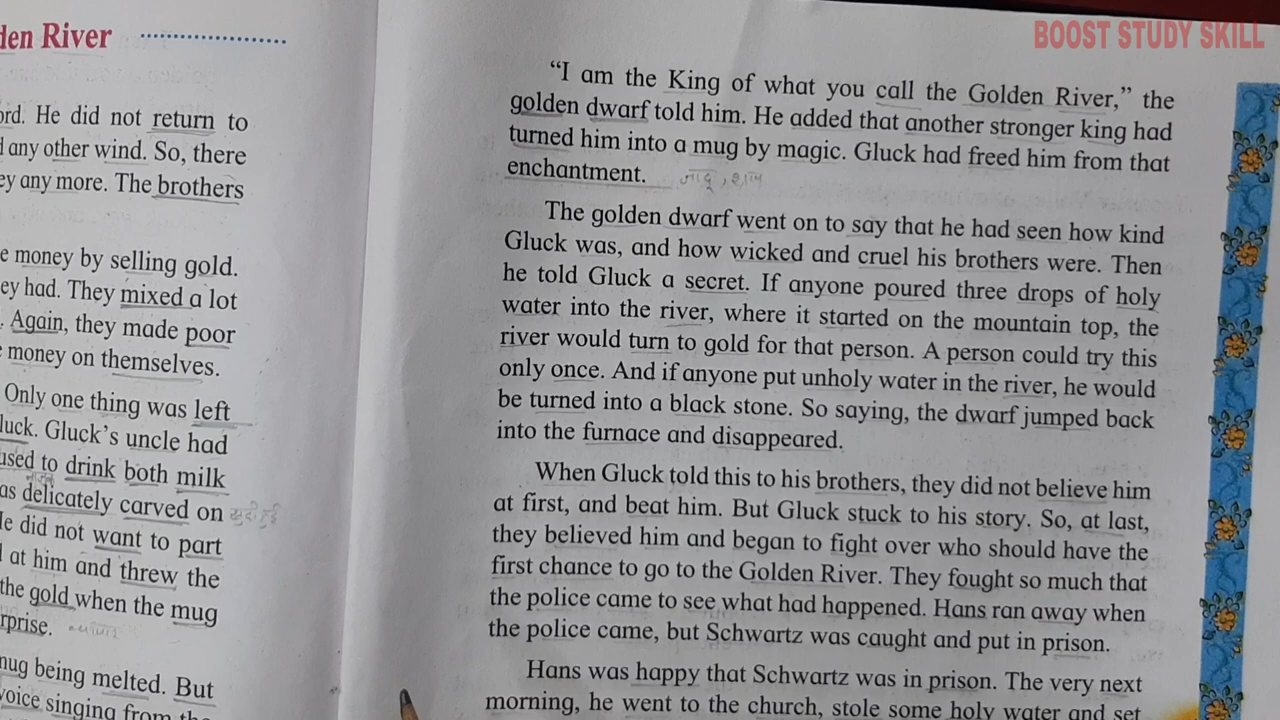 BOOST STUDY SKILL
den River
ord. He did not return to
any other wind. So, there
ey any more. The brothers
e money by selling gold.
ey had. They mixed a lot
. Again, they made poor
money on themselves.
Only one thing was left
luck. Gluck's uncle had
used to drink both milk
as delicately carved on
He did not want to part
at him and threw the
the gold when the mug
rprise.
mug being melted. But
voice singing from the
"I am the King of what you call the Golden River," the
golden dwarf told him. He added that another stronger king had
turned him into a mug by magic. Gluck had freed him from that
enchantment.
The golden dwarf went on to say that he had seen how kind
Gluck was, and how wicked and cruel his brothers were. Then
he told Gluck a secret. If anyone poured three drops of holy
water into the river, where it started on the mountain top, the
river would turn to gold for that person. A person could try this
only once. And if anyone put unholy water in the river, he would
be turned into a black stone. So saying, the dwarf jumped back
into the furnace and disappeared.
When Gluck told this to his brothers, they did not believe him
at first, and beat him. But Gluck stuck to his story. So, at last,
they believed him and began to fight over who should have the
first chance to go to the Golden River. They fought so much that
the police came to see what had happened. Hans ran away when
the police came, but Schwartz was caught and put in prison.
Hans was happy that Schwartz was in prison. The very next
morning, he went to the church, stole some holy water and set